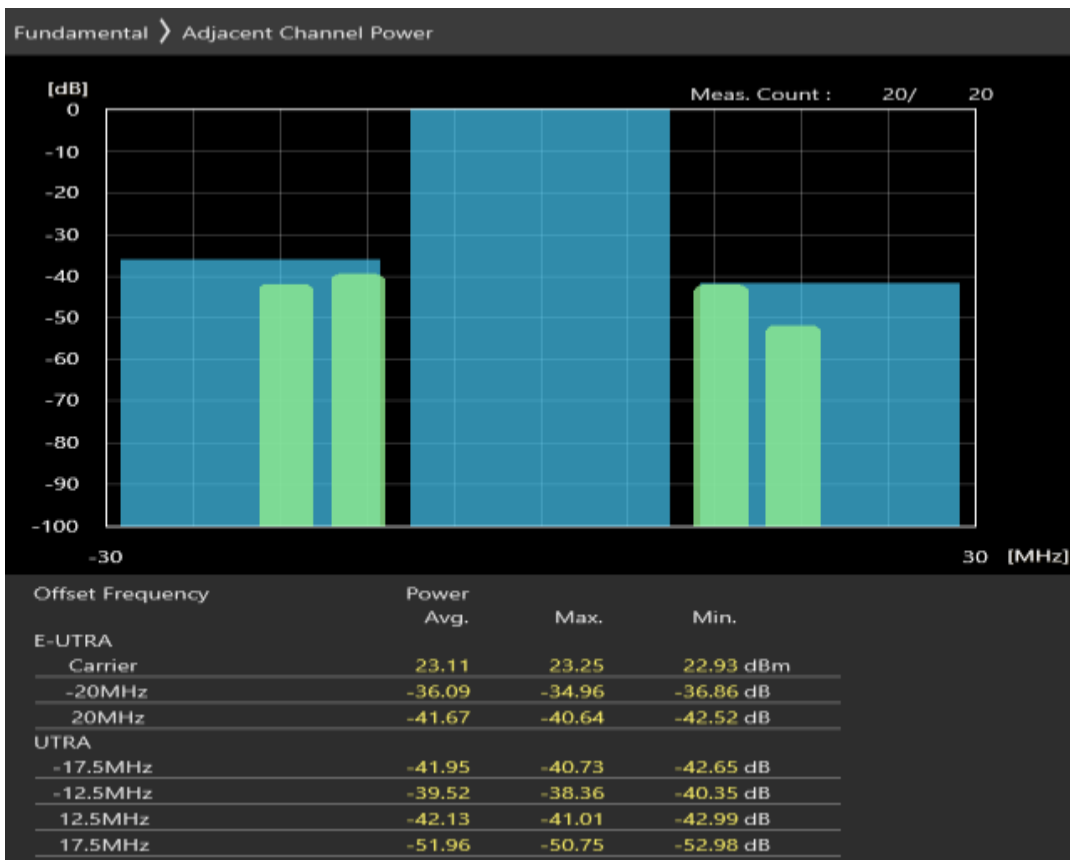 Fundamental ❯ Adjacent Channel Power
[dB]
Meas. Count : 20/ 20
0
-10
-20
-30
-40
-50
-60
-70
-80
-90
-100
-30 30 [MHz]
Offset Frequency Power
Avg. Max. Min.
E-UTRA
Carrier 23.11 23.25 22.93 dBm
-20MHz -36.09 -34.96 -36.86 dB
20MHz -41.67 -40.64 -42.52 dB
UTRA
-17.5MHz -41.95 -40.73 -42.65 dB
-12.5MHz -39.52 -38.36 -40.35 dB
12.5MHz -42.13 -41.01 -42.99 dB
17.5MHz -51.96 -50.75 -52.98 dB